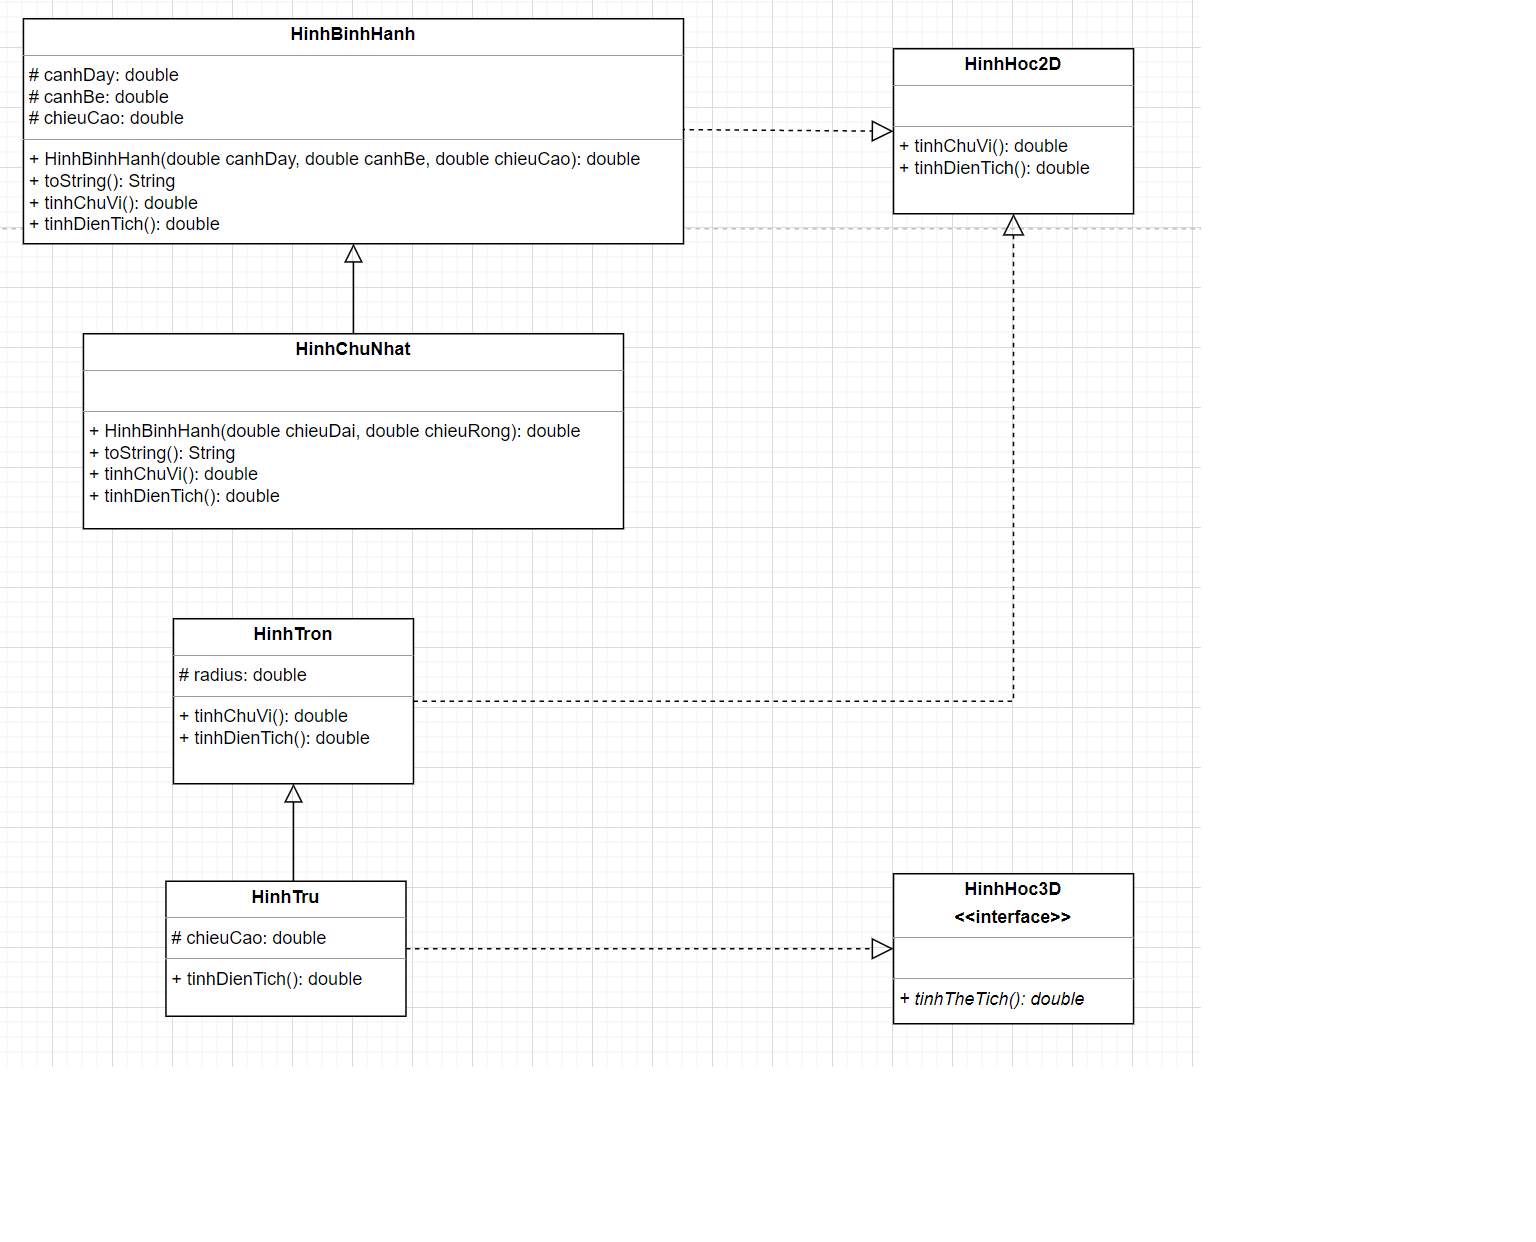 HinhBinhHanh
# canhDay: double
# canhBe: double
# chieuCao: double
+ HinhBinhHanh(double canhDay, double canhBe, double chieuCao): double
+ toString(): String
+ tinhChuVi(): double
+ tinhDienTich(): double
HinhHoc2D
+ tinhChuVi(): double
+ tinhDienTich(): double
HinhChuNhat
+ HinhBinhHanh(double chieuDai, double chieuRong): double
+ toString(): String
+ tinhChuVi(): double
+ tinhDienTich(): double
HinhTron
# radius: double
+ tinhChuVi(): double
+ tinhDienTich(): double
HinhTru
# chieuCao: double
+ tinhDienTich(): double
HinhHoc3D
<<interface>>
+ tinhTheTich(): double